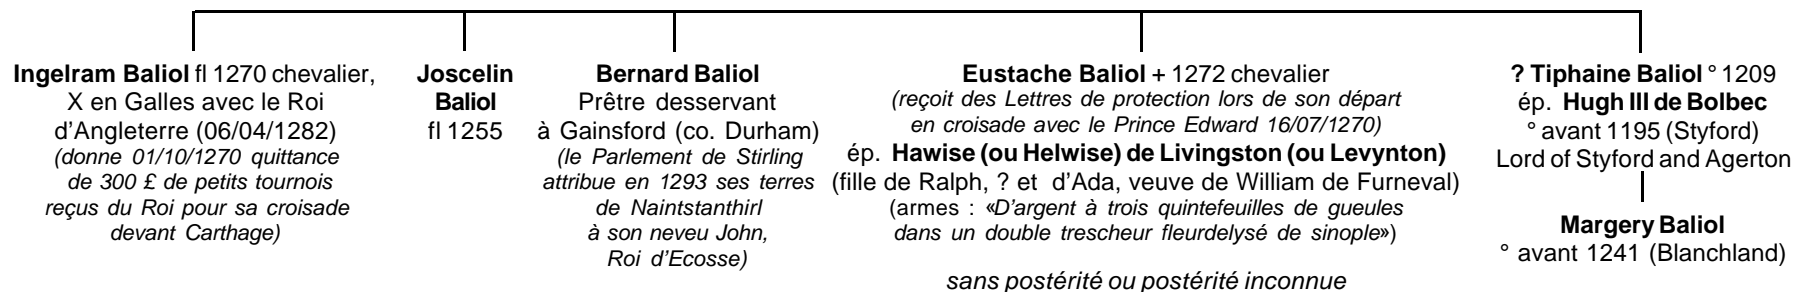 Ingelram Baliol fl 1270 chevalier,
X en Galles avec le Roi
d'Angleterre (06/04/1282)
(donne 01/10/1270 quittance
de 300 £ de petits tournois
reçus du Roi pour sa croisade
devant Carthage)
Joscelin
Baliol
fl 1255
Bernard Baliol
Prêtre desservant
à Gainsford (co. Durham)
(le Parlement de Stirling
attribue en 1293 ses terres
de Naintstanthirl
à son neveu John,
Roi d'Ecosse)
Eustache Baliol + 1272 chevalier
(reçoit des Lettres de protection lors de son départ
en croisade avec le Prince Edward 16/07/1270)
ép. Hawise (ou Helwise) de Livingston (ou Levynton)
(fille de Ralph, ? et d'Ada, veuve de William de Furneval)
(armes : «D'argent à trois quintefeuilles de gueules
dans un double trescheur fleurdelysé de sinople»)
sans postérité ou postérité inconnue
? Tiphaine Baliol ° 1209
ép. Hugh III de Bolbec
° avant 1195 (Styford)
Lord of Styford and Agerton
Margery Baliol
° avant 1241 (Blanchland)